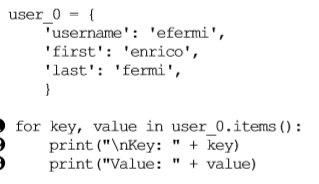 user_0 = {
    'username': 'efermi',
    'first': 'enrico',
    'last': 'fermi',
    }
for key, value in user_0.items():
    print("\nKey: " + key)
    print("Value: " + value)